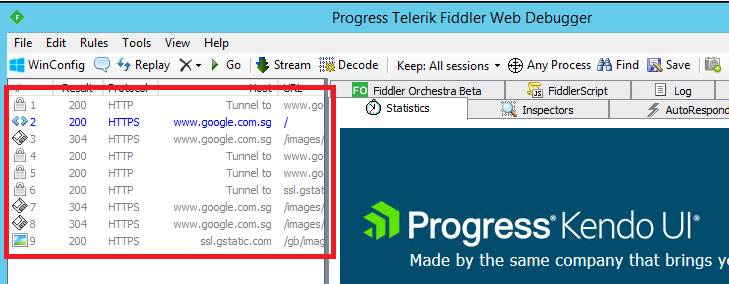 Progress Telerik Fiddler Web Debugger
File Edit Rules Tools View Help
WinConfig Replay Go Stream Decode Keep: All sessions Any Process Find Save
# Result Protocol Host URL
1 200 HTTP Tunnel to www.go
2 200 HTTPS www.google.com.sg /
3 304 HTTPS www.google.com.sg /images/
4 200 HTTP Tunnel to www.go
5 200 HTTP Tunnel to www.go
6 200 HTTP Tunnel to ssl.gstat
7 304 HTTPS www.google.com.sg /images/
8 304 HTTPS www.google.com.sg /images/
9 200 HTTPS ssl.gstatic.com /gb/imag
FO Fiddler Orchestra Beta FiddlerScript Log
Statistics Inspectors AutoRespond
Progress® Kendo UI®
Made by the same company that brings yo